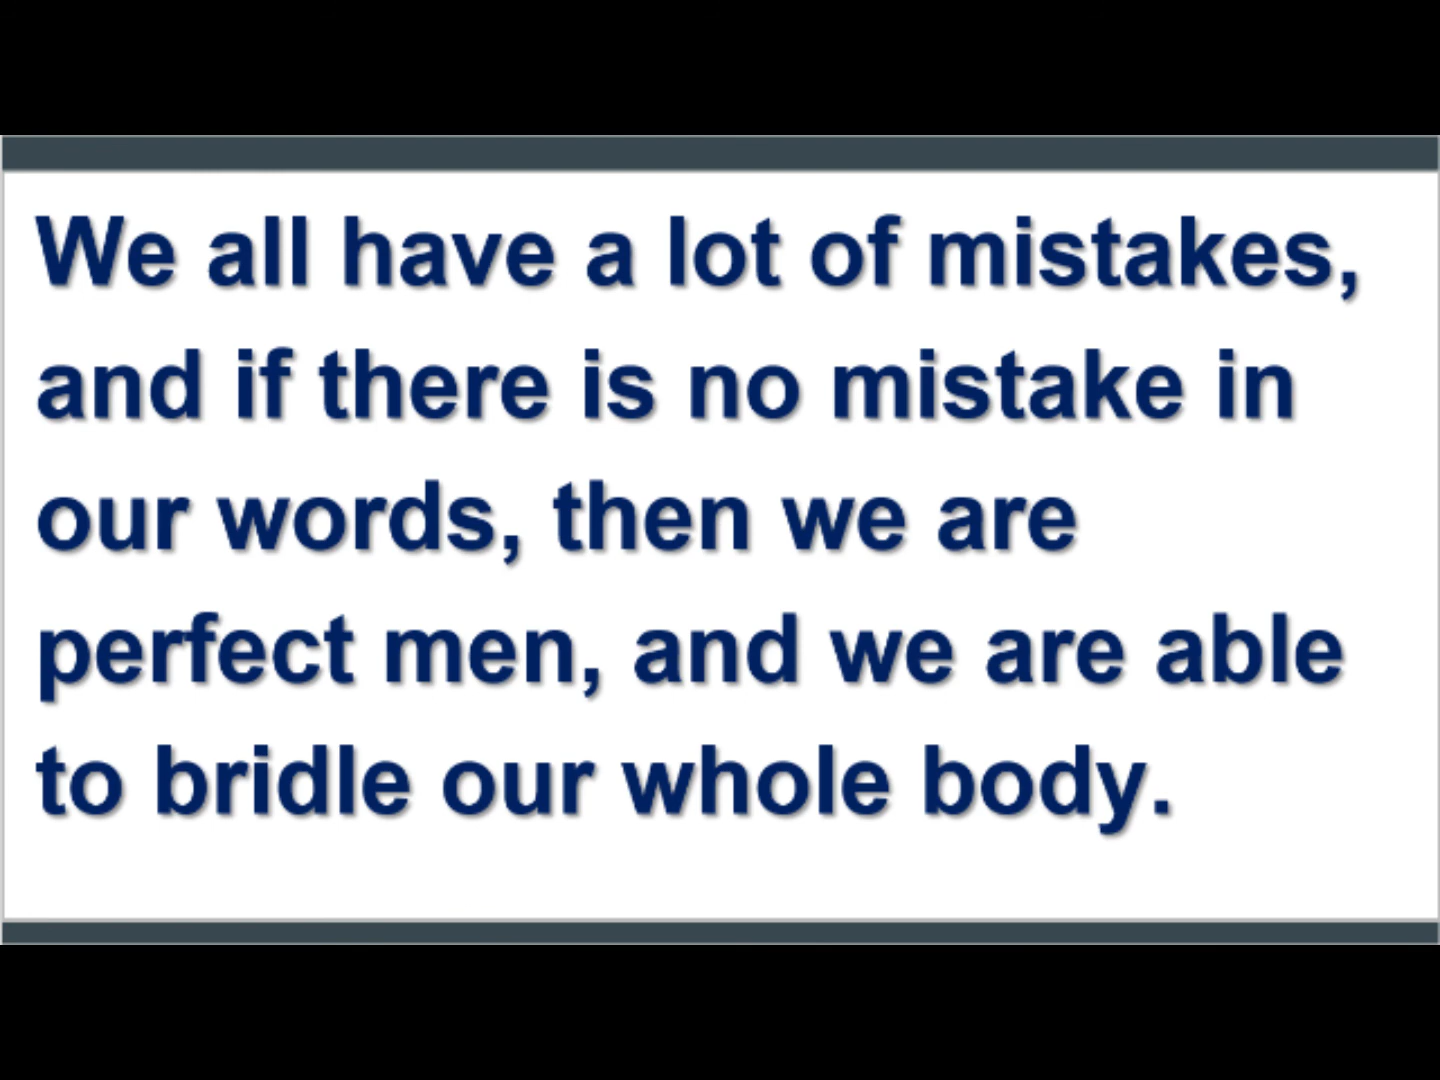 We all have a lot of mistakes,
and if there is no mistake in
our words, then we are
perfect men, and we are able
to bridle our whole body.